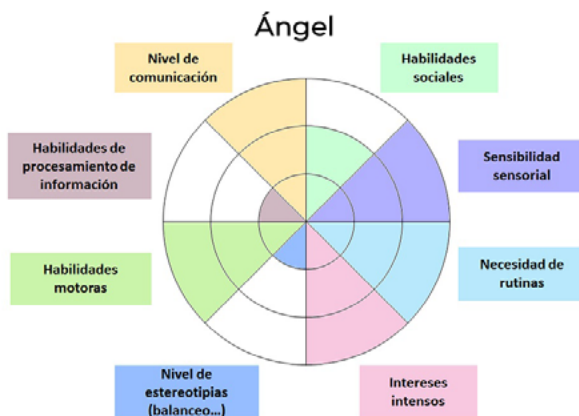 Ángel
Nivel de
comunicación
Habilidades
sociales
Habilidades de
procesamiento de
información
Sensibilidad
sensorial
Habilidades
motoras
Necesidad de
rutinas
Nivel de
estereotipias
(balanceo...)
Intereses
intensos